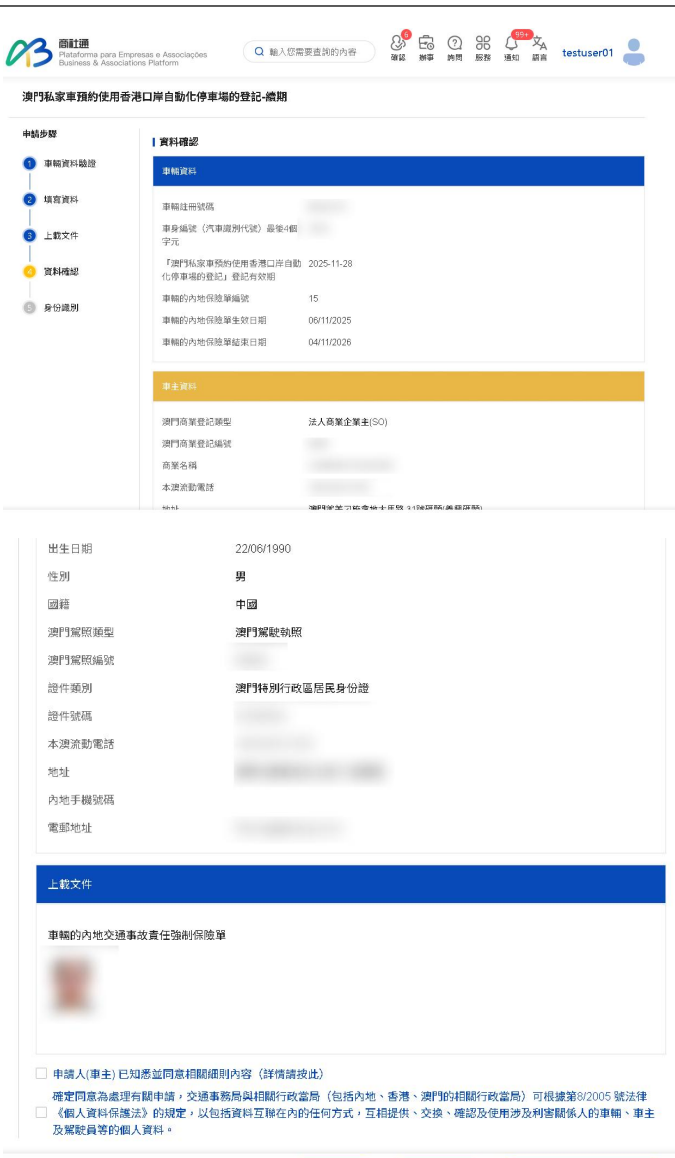 商社通
Plataforma para Empresas e Associações
Business & Associations Platform
輸入您需要查詢的內容
6
99+
確認 辦事 詢問 服務 通知 語言
testuser01
澳門私家車預約使用香港口岸自動化停車場的登記-續期
申請步驟
1 車輛資料驗證
2 填寫資料
3 上載文件
4 資料確認
5 身份識別
資料確認
車輛資料
車輛註冊號碼
車身編號(汽車識別代號)最後4個
字元
「澳門私家車預約使用香港口岸自動 2025-11-28
化停車場的登記」登記有效期
車輛的內地保險單編號 15
車輛的內地保險單生效日期 06/11/2025
車輛的內地保險單結束日期 04/11/2026
車主資料
澳門商業登記類型 法人商業企業主(SO)
澳門商業登記編號
商業名稱
本澳流動電話
出生日期 22/06/1990
性別 男
國籍 中國
澳門駕照類型 澳門駕駛執照
澳門駕照編號
證件類別 澳門特別行政區居民身份證
證件號碼
本澳流動電話
地址
內地手機號碼
電郵地址
上載文件
車輛的內地交通事故責任強制保險單
申請人(車主)已知悉並同意相關細則內容(詳情請按此)
確定同意為處理有關申請,交通事務局與相關行政當局(包括內地、香港、澳門的相關行政當局)可根據第8/2005 號法律
《個人資料保護法》的規定,以包括資料互聯在內的任何方式,互相提供、交換、確認及使用涉及利害關係人的車輛、車主
及駕駛員等的個人資料。